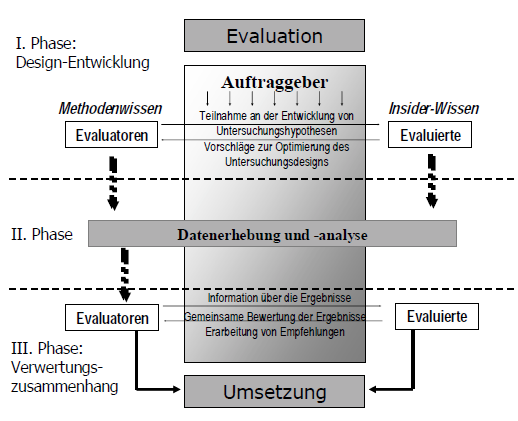 Evaluation
I. Phase:
Design-Entwicklung
Auftraggeber
Methodenwissen
Insider-Wissen
Teilnahme an der Entwicklung von
Untersuchungshypothesen
Evaluatoren
Evaluierte
Vorschläge zur Optimierung des
Untersuchungsdesigns
II. Phase
Datenerhebung und -analyse
Information über die Ergebnisse
Evaluatoren
Gemeinsame Bewertung der Ergebnisse
Evaluierte
Erarbeitung von Empfehlungen
III. Phase:
Verwertungs-
zusammenhang
Umsetzung